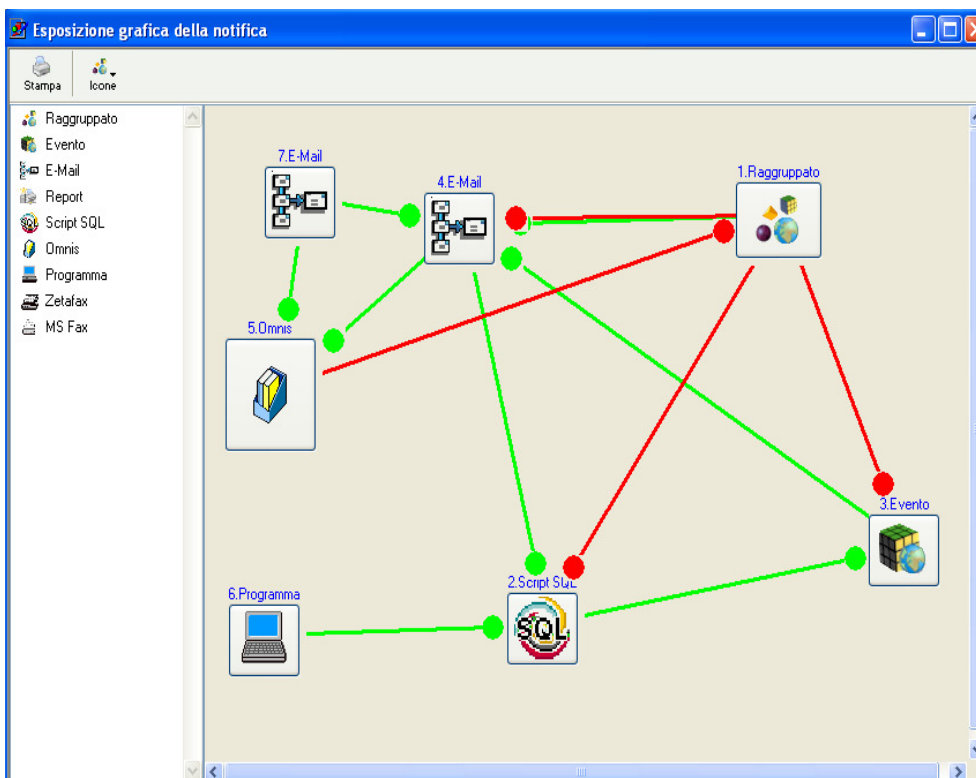 Esposizione grafica della notifica
Stampa
Icone
Raggruppato
Evento
E-Mail
Report
Script SQL
Omnis
Programma
Zetafax
MS Fax
7.E-Mail
4.E-Mail
1.Raggruppato
5.Omnis
3.Evento
2.Script SQL
6.Programma
SQL